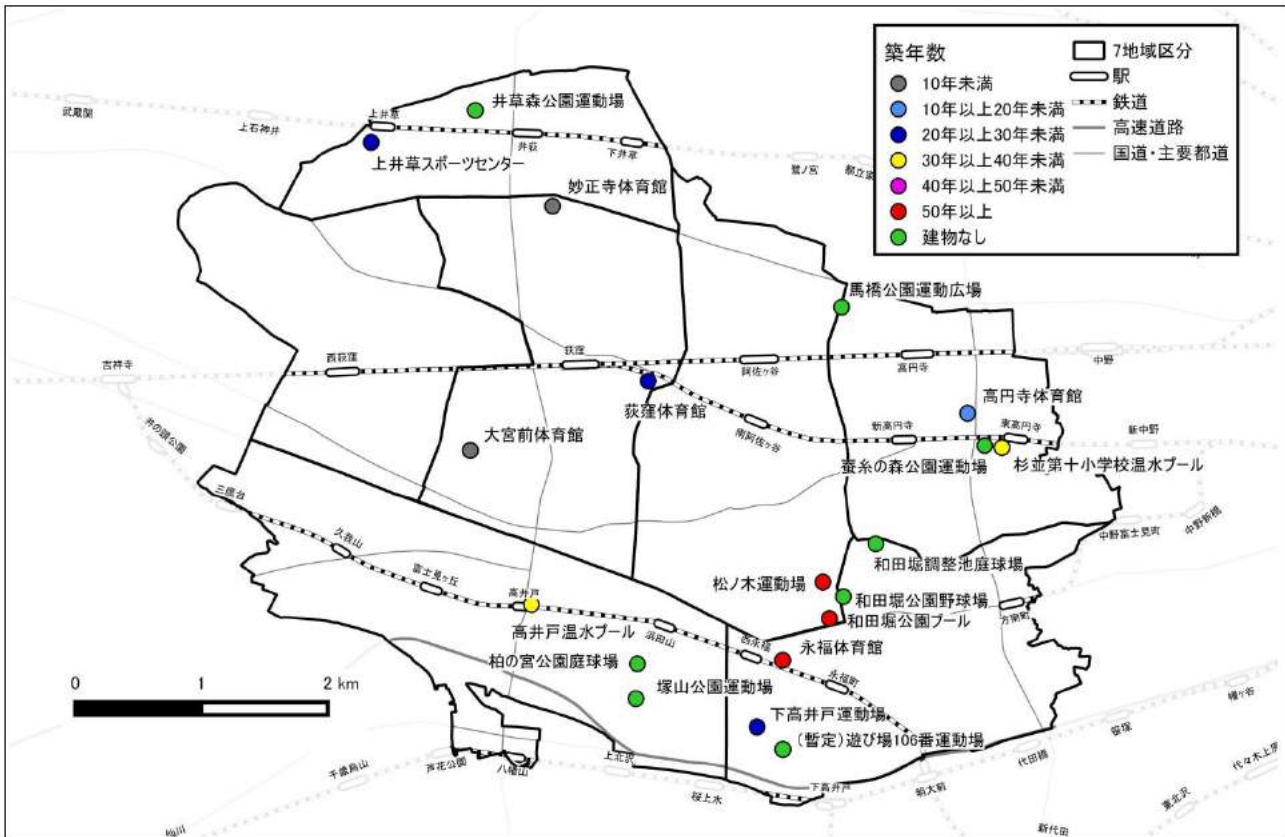 築年数
10年未満
10年以上20年未満
20年以上30年未満
30年以上40年未満
40年以上50年未満
50年以上
建物なし
7地域区分
駅
鉄道
高速道路
国道・主要都道
武蔵関
上石神井
上井草
井草森公園運動場
井荻
下井草
鷺ノ宮
上井草スポーツセンター
妙正寺体育館
馬橋公園運動広場
吉祥寺
西荻窪
荻窪
阿佐ヶ谷
高円寺
中野
井の頭公園
荻窪体育館
高円寺体育館
大宮前体育館
南阿佐ヶ谷
新高円寺
東高円寺
新中野
蚕糸の森公園運動場
杉並第十小学校温水プール
三鷹台
久我山
富士見ヶ丘
高井戸
中野富士見町
中野新橋
和田堀調整池庭球場
松ノ木運動場
和田堀公園野球場
方南町
和田堀公園プール
高井戸温水プール
浜田山
西永福
永福体育館
永福町
柏の宮公園庭球場
塚山公園運動場
下高井戸運動場
(暫定)遊び場106番運動場
0 1 2 km
千歳烏山
芦花公園
八幡山
上北沢
桜上水
下高井戸
明大前
代田橋
笹塚
幡ヶ谷
仙川
新代田
東北沢